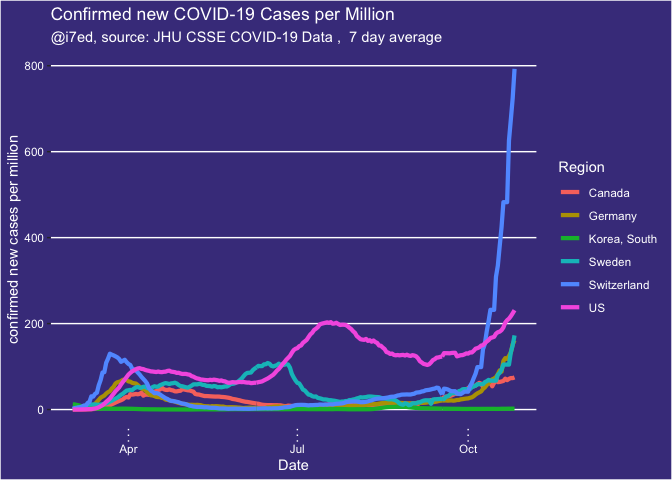 Confirmed new COVID-19 Cases per Million
@i7ed, source: JHU CSSE COVID-19 Data ,  7 day average
confirmed new cases per million
800
600
400
200
0
Apr
Jul
Oct
Date
Region
Canada
Germany
Korea, South
Sweden
Switzerland
US